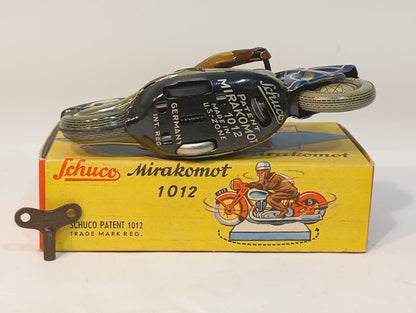 Schuco
PATENT
MIRAKOMOT
1012
MADE IN
U.S. ZONE
GERMANY
INT. REG.
Mirakomot
Schuco Mirakomot
1012
SCHUCO PATENT 1012
TRADE MARK REG.